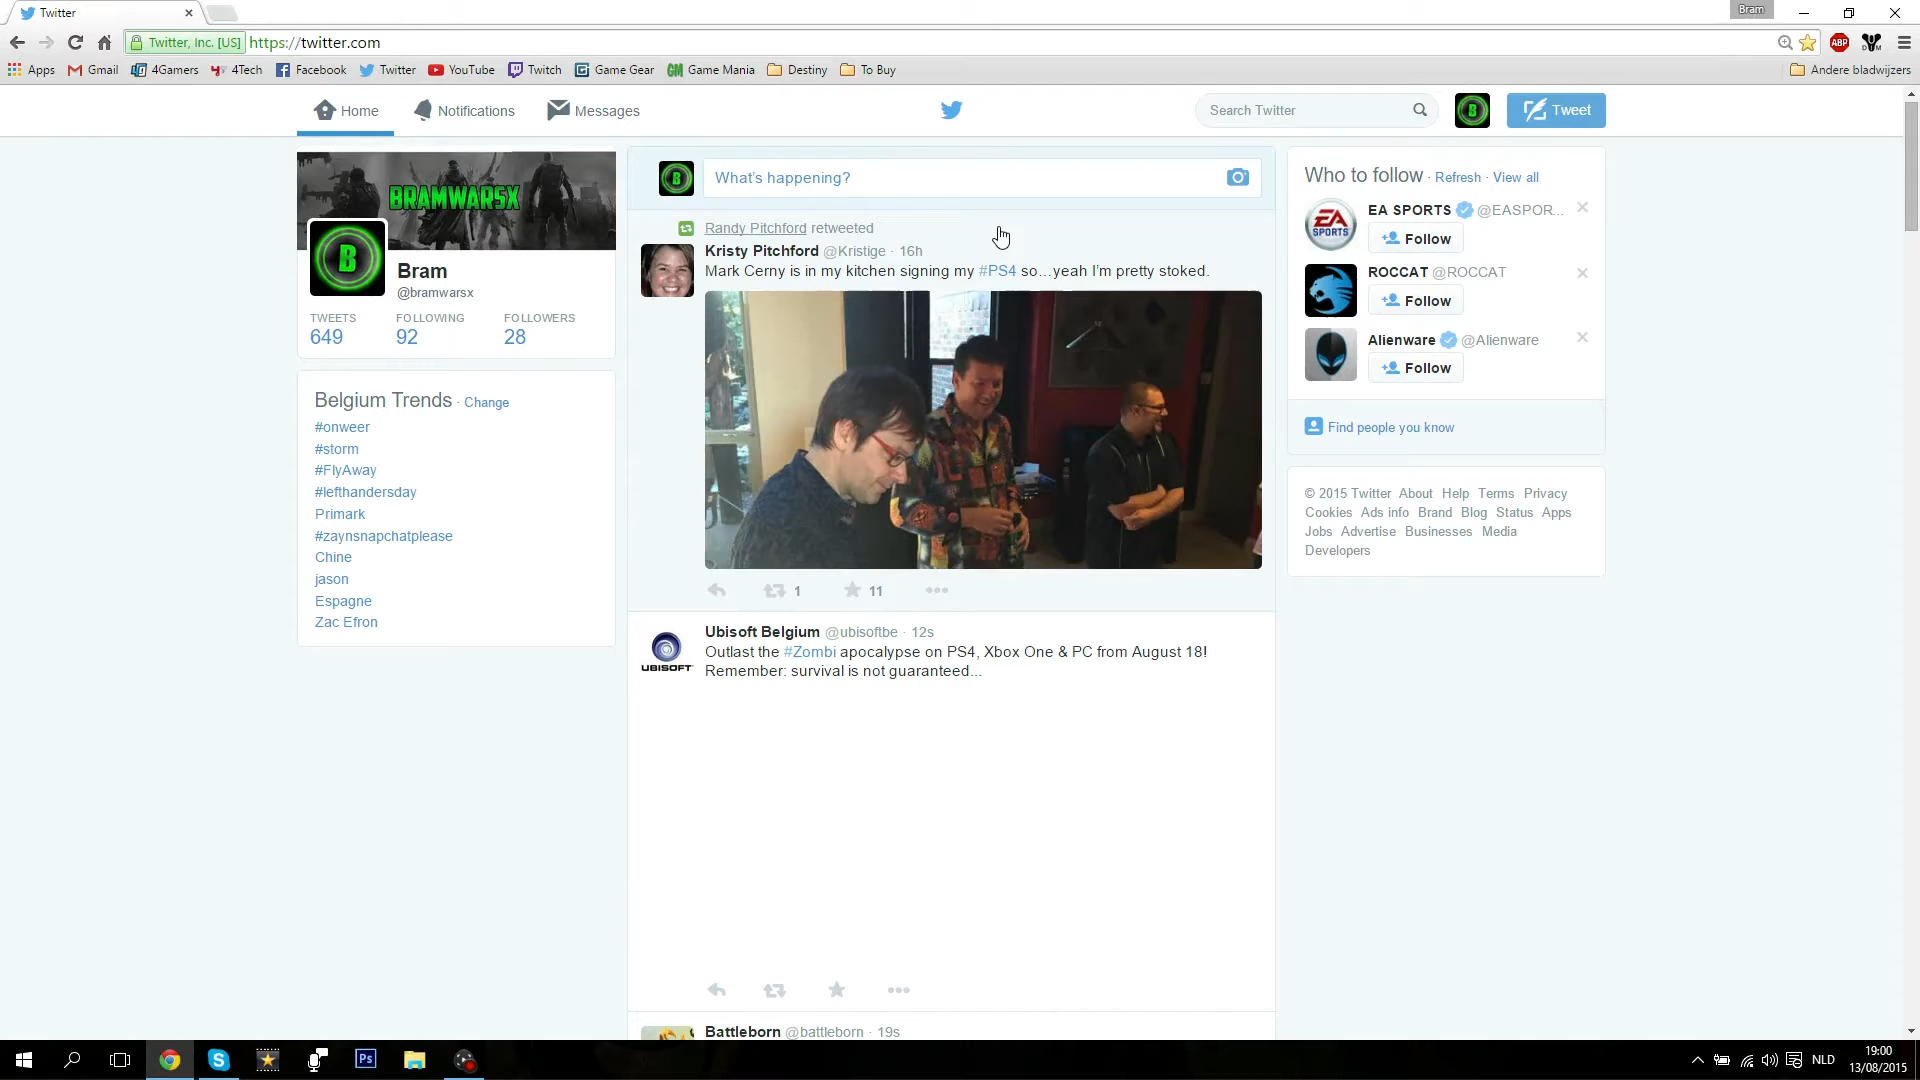 Twitter
Bram
Twitter, Inc. [US] https://twitter.com
ABP
Apps Gmail 4Gamers 4Tech Facebook Twitter YouTube Twitch Game Gear Game Mania Destiny To Buy Andere bladwijzers
Home Notifications Messages
Search Twitter
Tweet
BRAMWARSX
B
Bram
@bramwarsx
TWEETS FOLLOWING FOLLOWERS
649 92 28
Belgium Trends · Change
#onweer
#storm
#FlyAway
#lefthandersday
Primark
#zaynsnapchatplease
Chine
jason
Espagne
Zac Efron
What's happening?
Randy Pitchford retweeted
Kristy Pitchford @Kristige · 16h
Mark Cerny is in my kitchen signing my #PS4 so…yeah I'm pretty stoked.
1 11
Ubisoft Belgium @ubisoftbe · 12s
UBISOFT
Outlast the #Zombi apocalypse on PS4, Xbox One & PC from August 18!
Remember: survival is not guaranteed...
Battleborn @battleborn · 19s
Who to follow · Refresh · View all
EA SPORTS
EA SPORTS @EASPOR...
Follow
ROCCAT @ROCCAT
Follow
Alienware @Alienware
Follow
Find people you know
© 2015 Twitter About Help Terms Privacy
Cookies Ads info Brand Blog Status Apps
Jobs Advertise Businesses Media
Developers
Ps
NLD
19:00
13/08/2015